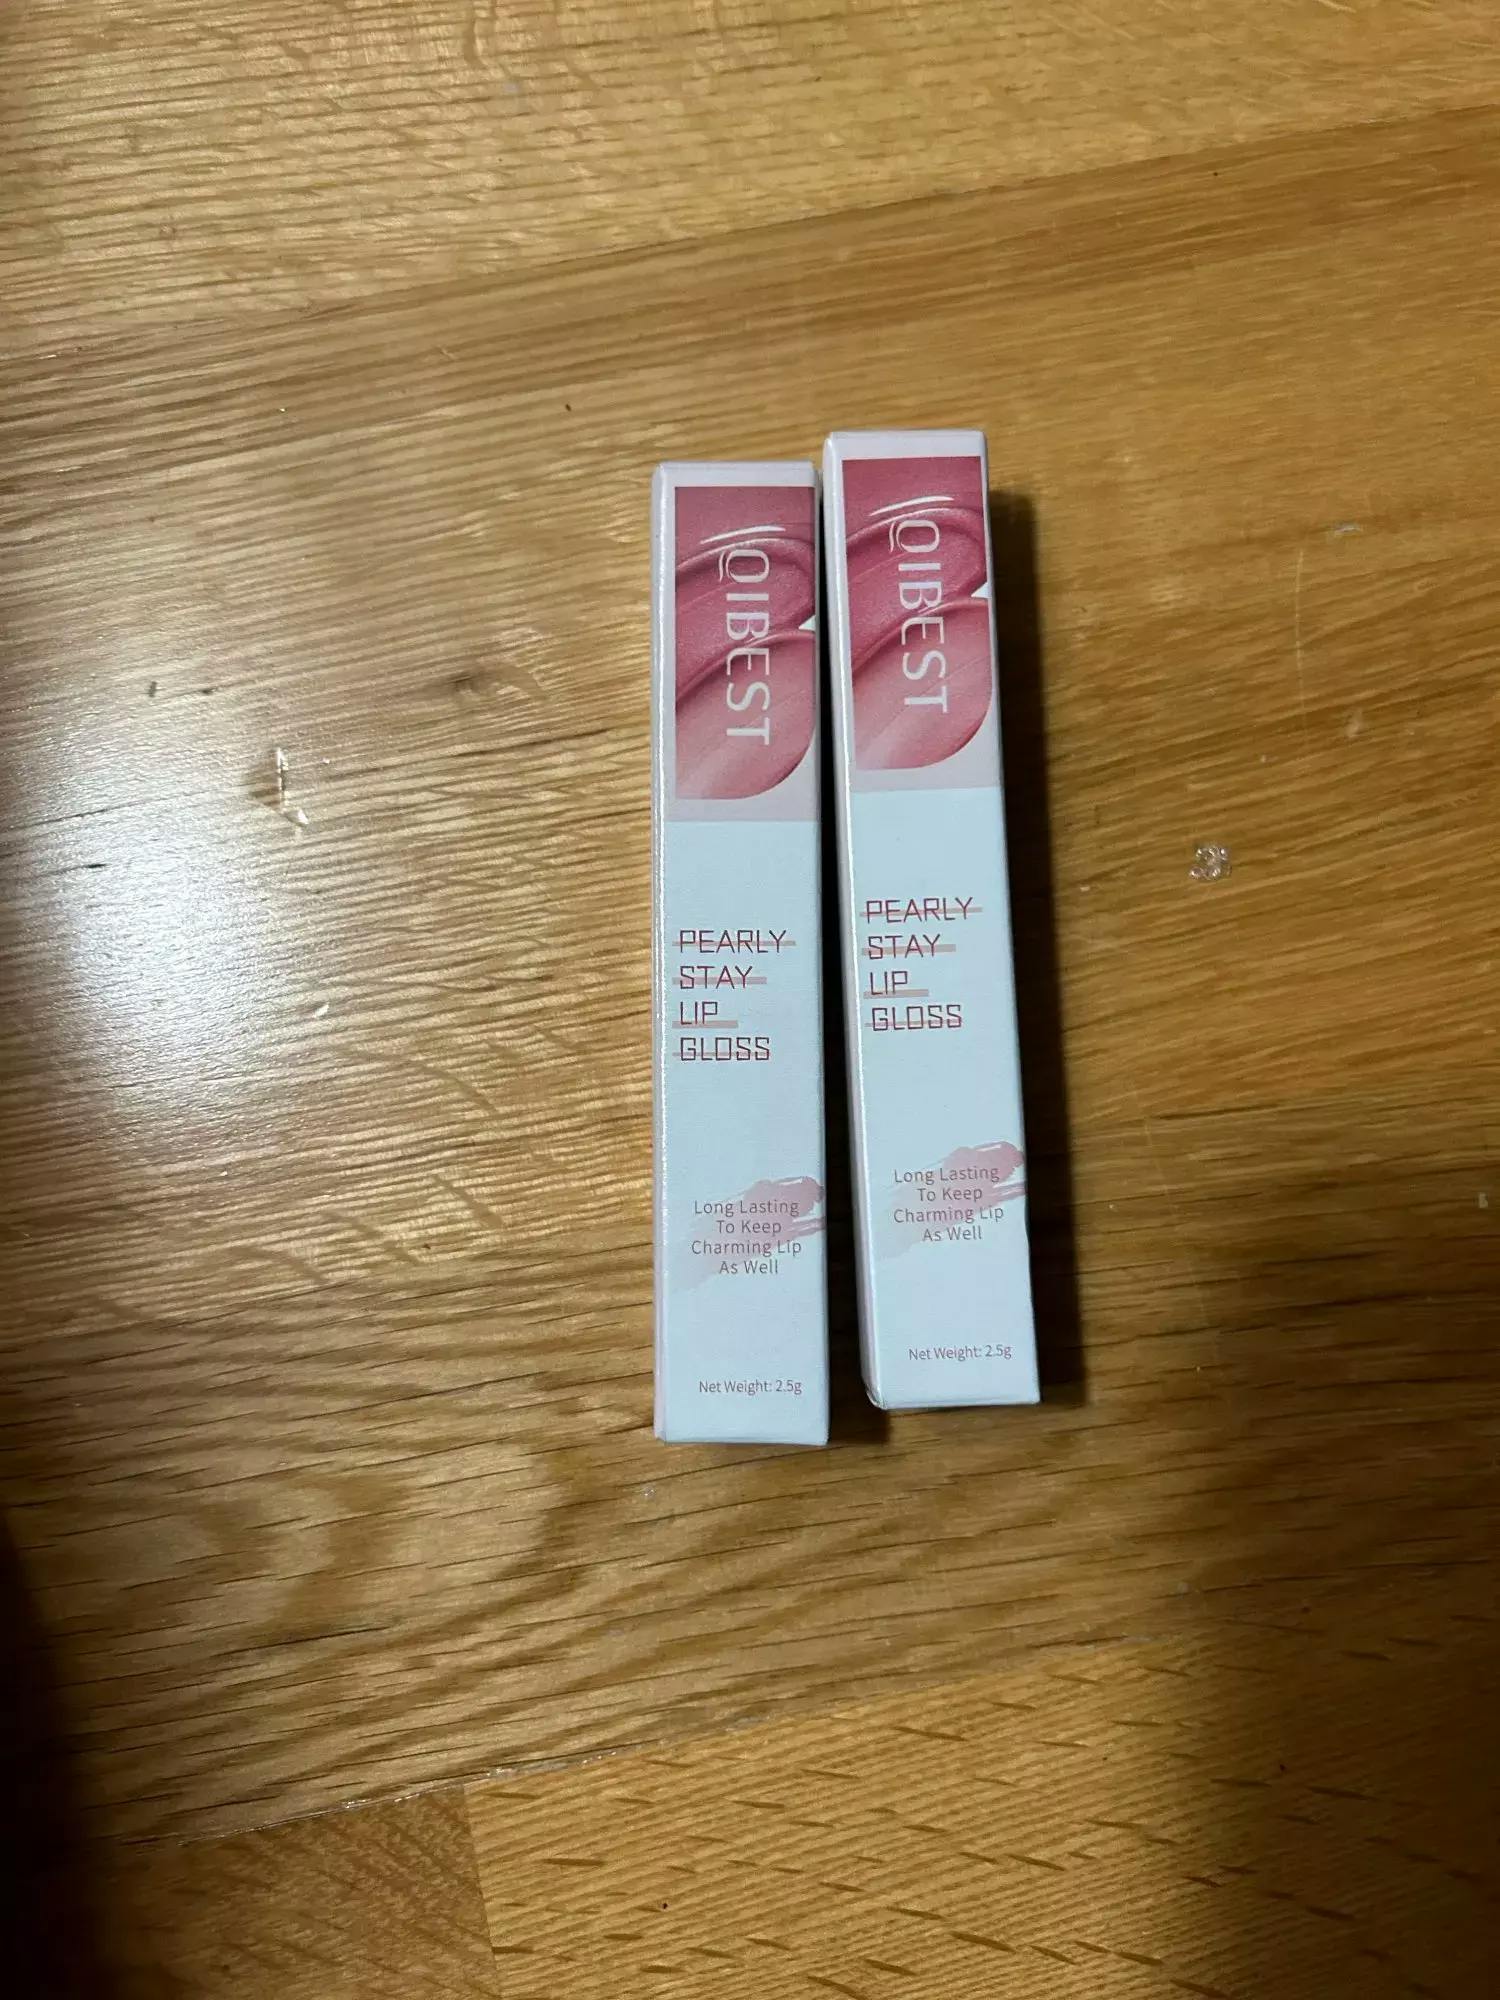 QIBEST
PEARLY
STAY
LIP
GLOSS
Long Lasting
To Keep
Charming Lip
As Well
Net Weight: 2.5g
QIBEST
PEARLY
STAY
LIP
GLOSS
Long Lasting
To Keep
Charming Lip
As Well
Net Weight: 2.5g